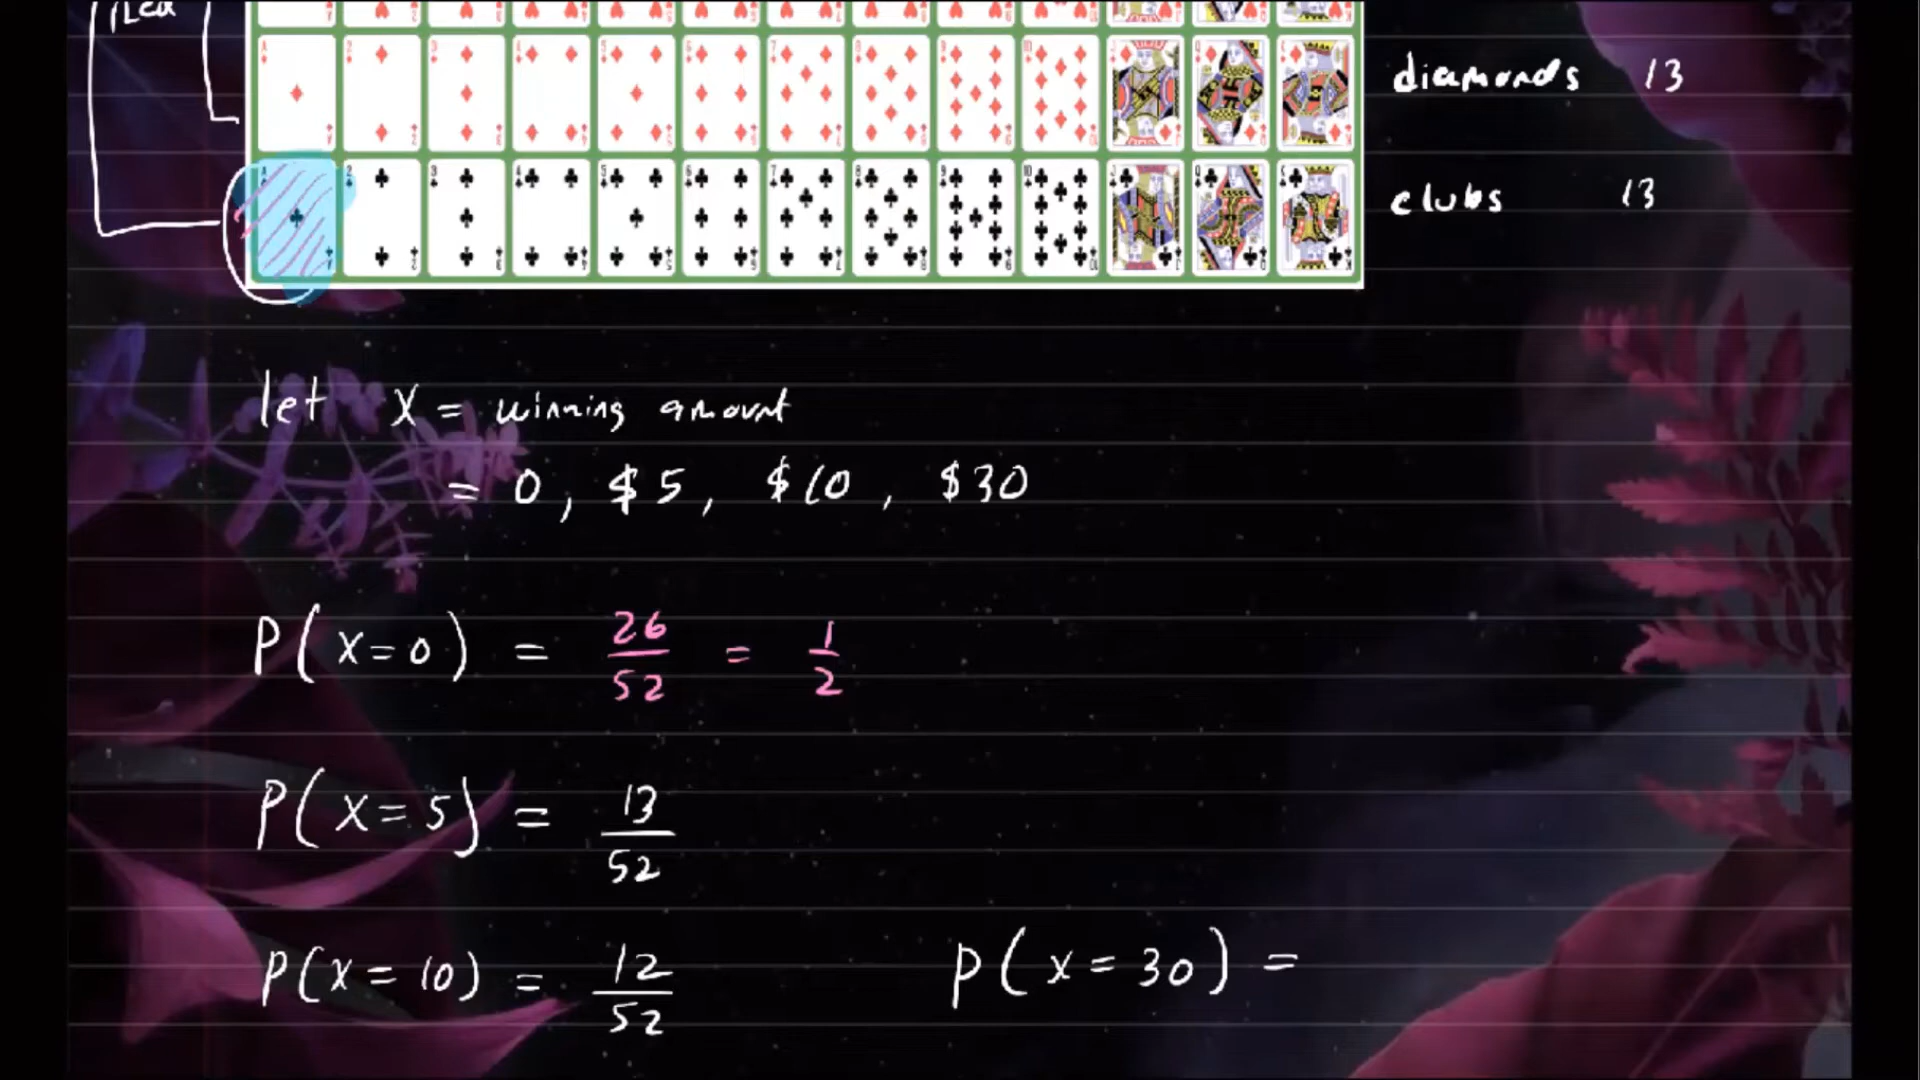 diamonds 13
clubs 13
let X = winning amount
= 0, $5, $10, $30
P(X=0) = 26/52 = 1/2
P(X=5) = 13/52
P(X=10) = 12/52
P(X=30) =